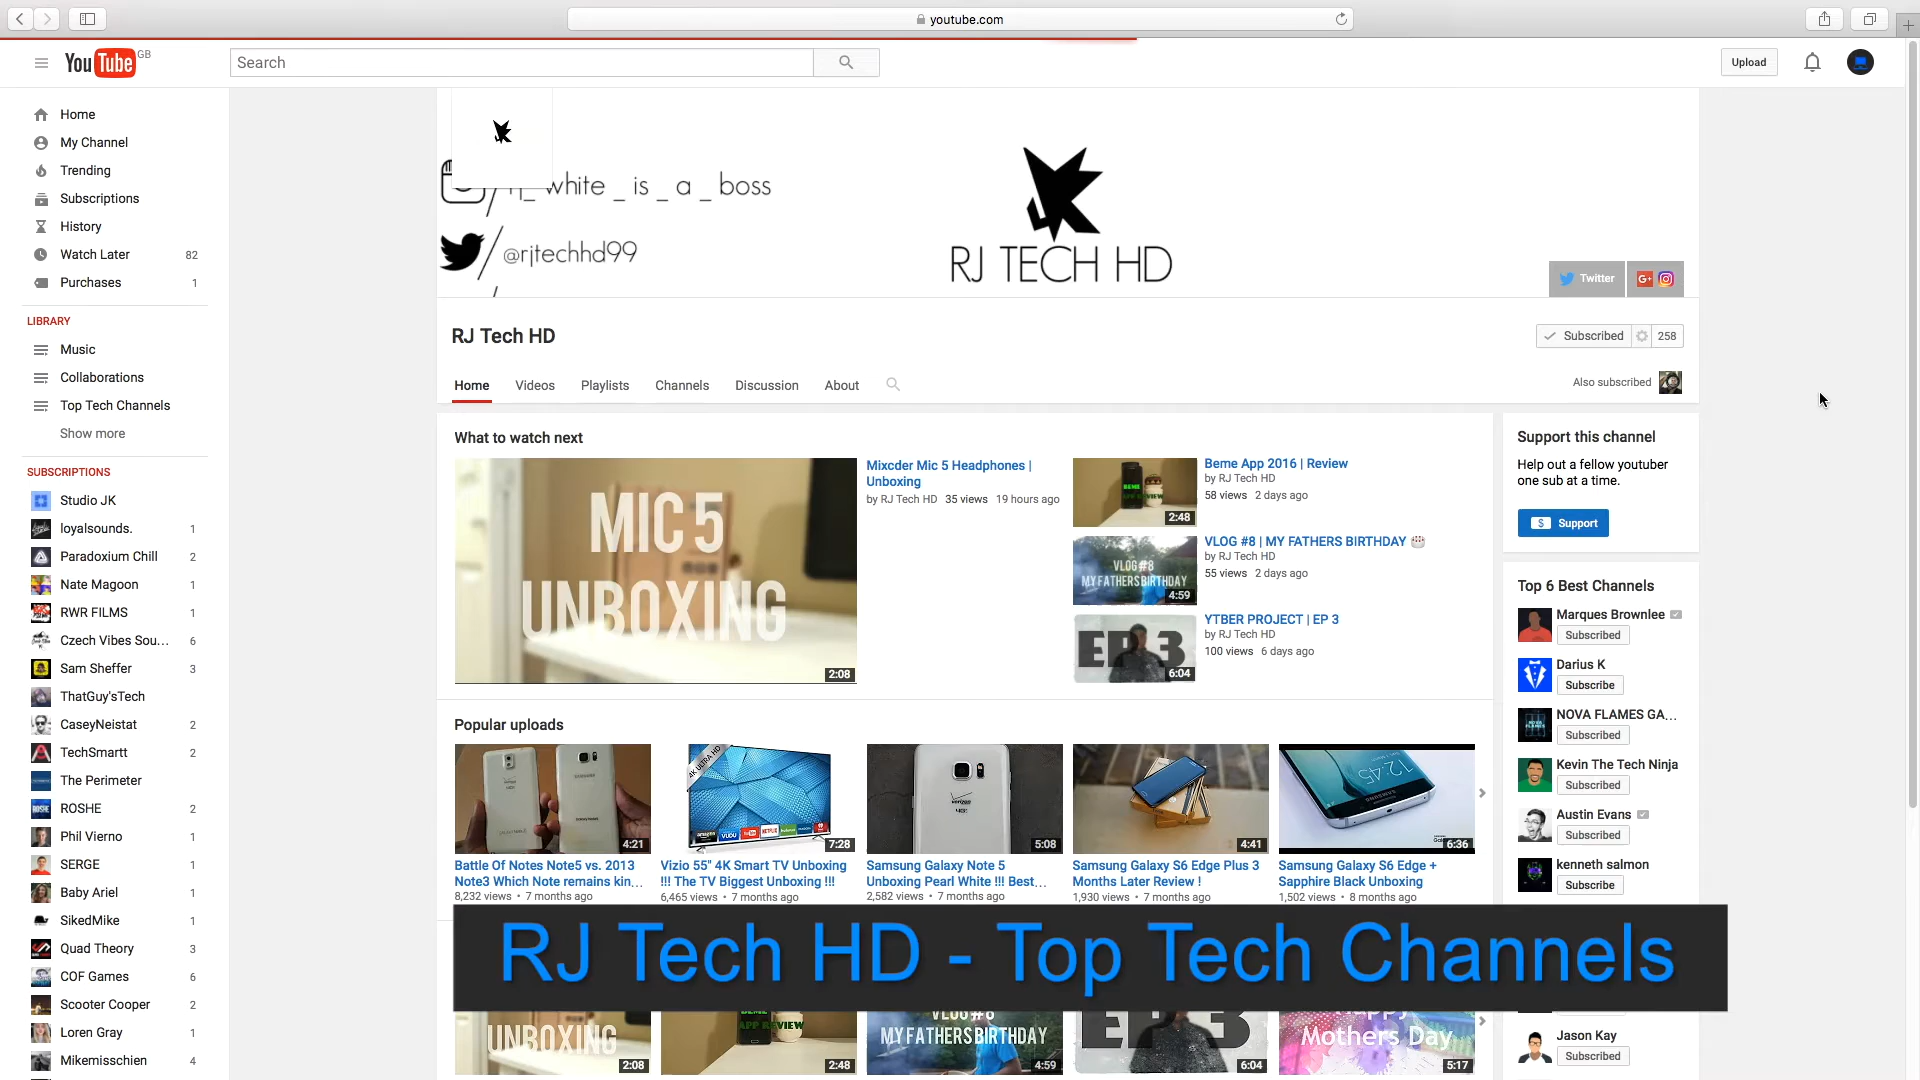 youtube.com
YouTube GB
Search
Upload
Home
My Channel
Trending
Subscriptions
History
Watch Later 82
Purchases 1
LIBRARY
Music
Collaborations
Top Tech Channels
Show more
SUBSCRIPTIONS
Studio JK
loyalsounds. 1
Paradoxium Chill 2
Nate Magoon 1
RWR FILMS 1
Czech Vibes Sou... 6
Sam Sheffer 3
ThatGuy'sTech
CaseyNeistat 2
TechSmartt 2
The Perimeter
ROSHE 2
Phil Vierno 1
SERGE 1
Baby Ariel 1
SikedMike 1
Quad Theory 3
COF Games 6
Scooter Cooper 2
Loren Gray 1
Mikemisschien 4
white _ is _ a _ boss
@rjtechhd99
RJ TECH HD
Twitter
RJ Tech HD
Subscribed 258
Home Videos Playlists Channels Discussion About
Also subscribed
What to watch next
MIC 5
UNBOXING
2:08
Mixcder Mic 5 Headphones |
Unboxing
by RJ Tech HD 35 views 19 hours ago
BEME
2:48
Beme App 2016 | Review
by RJ Tech HD
58 views 2 days ago
VLOG #8
MY FATHERS BIRTHDAY
4:59
VLOG #8 | MY FATHERS BIRTHDAY
by RJ Tech HD
55 views 2 days ago
EP 3
6:04
YTBER PROJECT | EP 3
by RJ Tech HD
100 views 6 days ago
Popular uploads
4:21
Battle Of Notes Note5 vs. 2013
Note3 Which Note remains kin...
8,232 views • 7 months ago
4K ULTRA HD
7:28
Vizio 55" 4K Smart TV Unboxing
!!! The TV Biggest Unboxing !!!
6,465 views • 7 months ago
5:08
Samsung Galaxy Note 5
Unboxing Pearl White !!! Best...
2,582 views • 7 months ago
4:41
Samsung Galaxy S6 Edge Plus 3
Months Later Review !
1,930 views • 7 months ago
12:45
SAMSUNG
6:36
Samsung Galaxy S6 Edge +
Sapphire Black Unboxing
1,502 views • 8 months ago
RJ Tech HD - Top Tech Channels
UNBOXING
2:08
APP REVIEW
2:48
VLOG #8
MY FATHERS BIRTHDAY
4:59
EP 3
6:04
Happy
Mothers Day
5:17
Support this channel
Help out a fellow youtuber
one sub at a time.
$ Support
Top 6 Best Channels
Marques Brownlee
Subscribed
Darius K
Subscribe
NOVA FLAMES GA...
Subscribed
Kevin The Tech Ninja
Subscribed
Austin Evans
Subscribed
kenneth salmon
Subscribe
Jason Kay
Subscribed